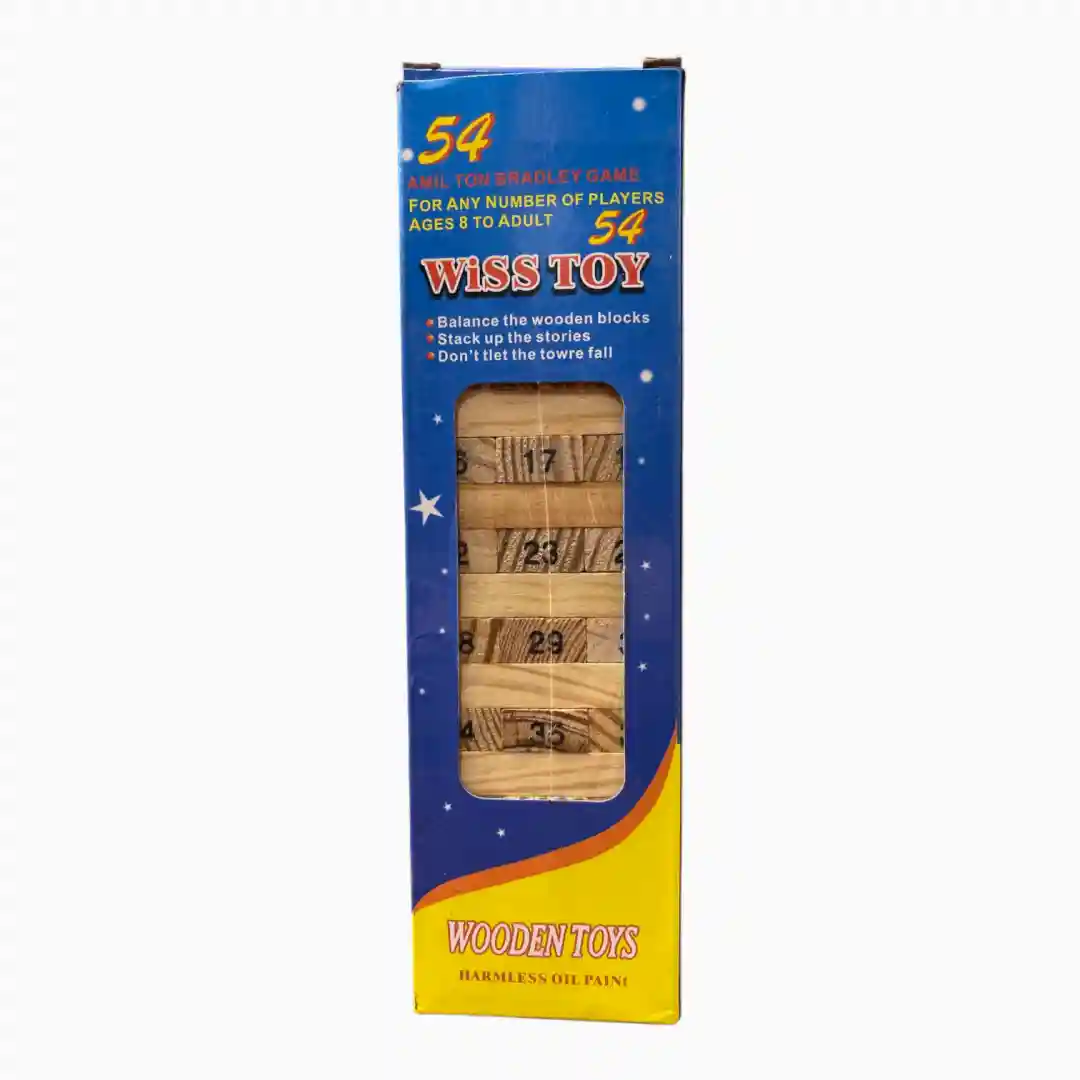 54
AMIL TON BRADLEY GAME
FOR ANY NUMBER OF PLAYERS
AGES 8 TO ADULT
54
WiSS TOY
Balance the wooden blocks
Stack up the stories
Don't tlet the towre fall
17
23
29
35
WOODEN TOYS
HARMLESS OIL PAINt